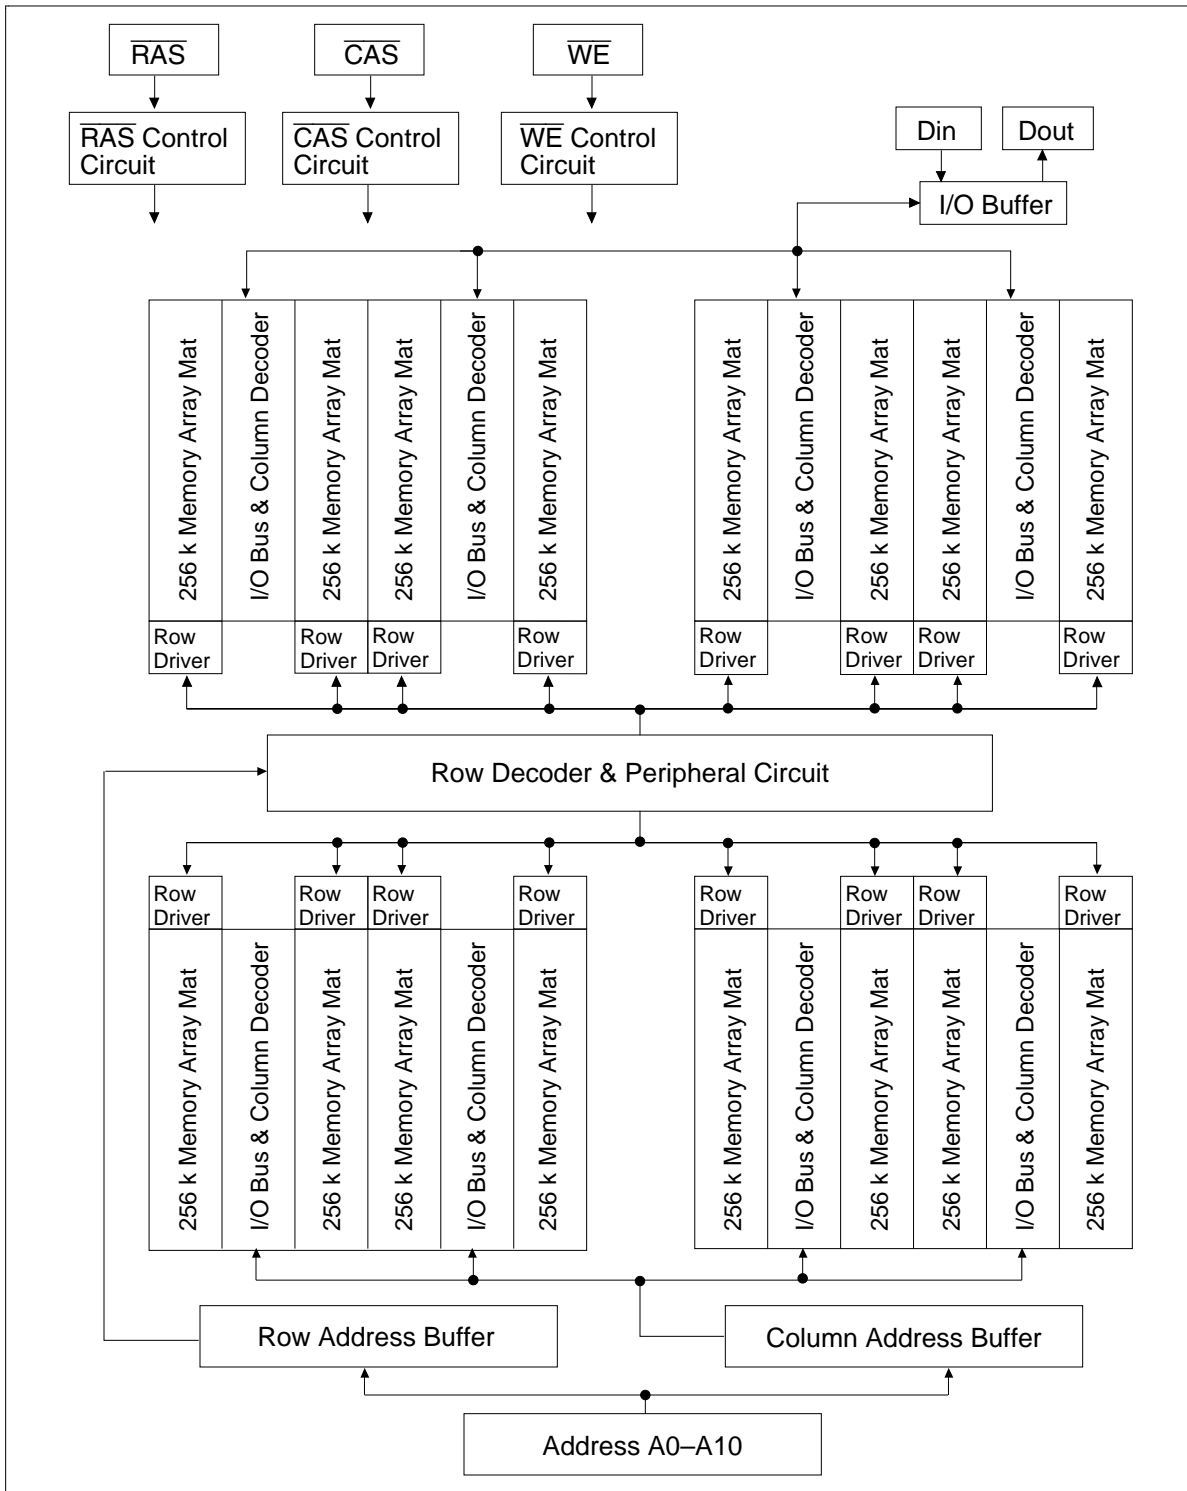 R̅A̅S̅
C̅A̅S̅
W̅E̅
R̅A̅S̅ Control
Circuit
C̅A̅S̅ Control
Circuit
W̅E̅ Control
Circuit
Din
Dout
I/O Buffer
256 k Memory Array Mat
I/O Bus & Column Decoder
256 k Memory Array Mat
256 k Memory Array Mat
I/O Bus & Column Decoder
256 k Memory Array Mat
256 k Memory Array Mat
I/O Bus & Column Decoder
256 k Memory Array Mat
256 k Memory Array Mat
I/O Bus & Column Decoder
256 k Memory Array Mat
Row
Driver
Row
Driver
Row
Driver
Row
Driver
Row
Driver
Row
Driver
Row
Driver
Row
Driver
Row Decoder & Peripheral Circuit
Row
Driver
Row
Driver
Row
Driver
Row
Driver
Row
Driver
Row
Driver
Row
Driver
Row
Driver
256 k Memory Array Mat
I/O Bus & Column Decoder
256 k Memory Array Mat
256 k Memory Array Mat
I/O Bus & Column Decoder
256 k Memory Array Mat
256 k Memory Array Mat
I/O Bus & Column Decoder
256 k Memory Array Mat
256 k Memory Array Mat
I/O Bus & Column Decoder
256 k Memory Array Mat
Row Address Buffer
Column Address Buffer
Address A0–A10